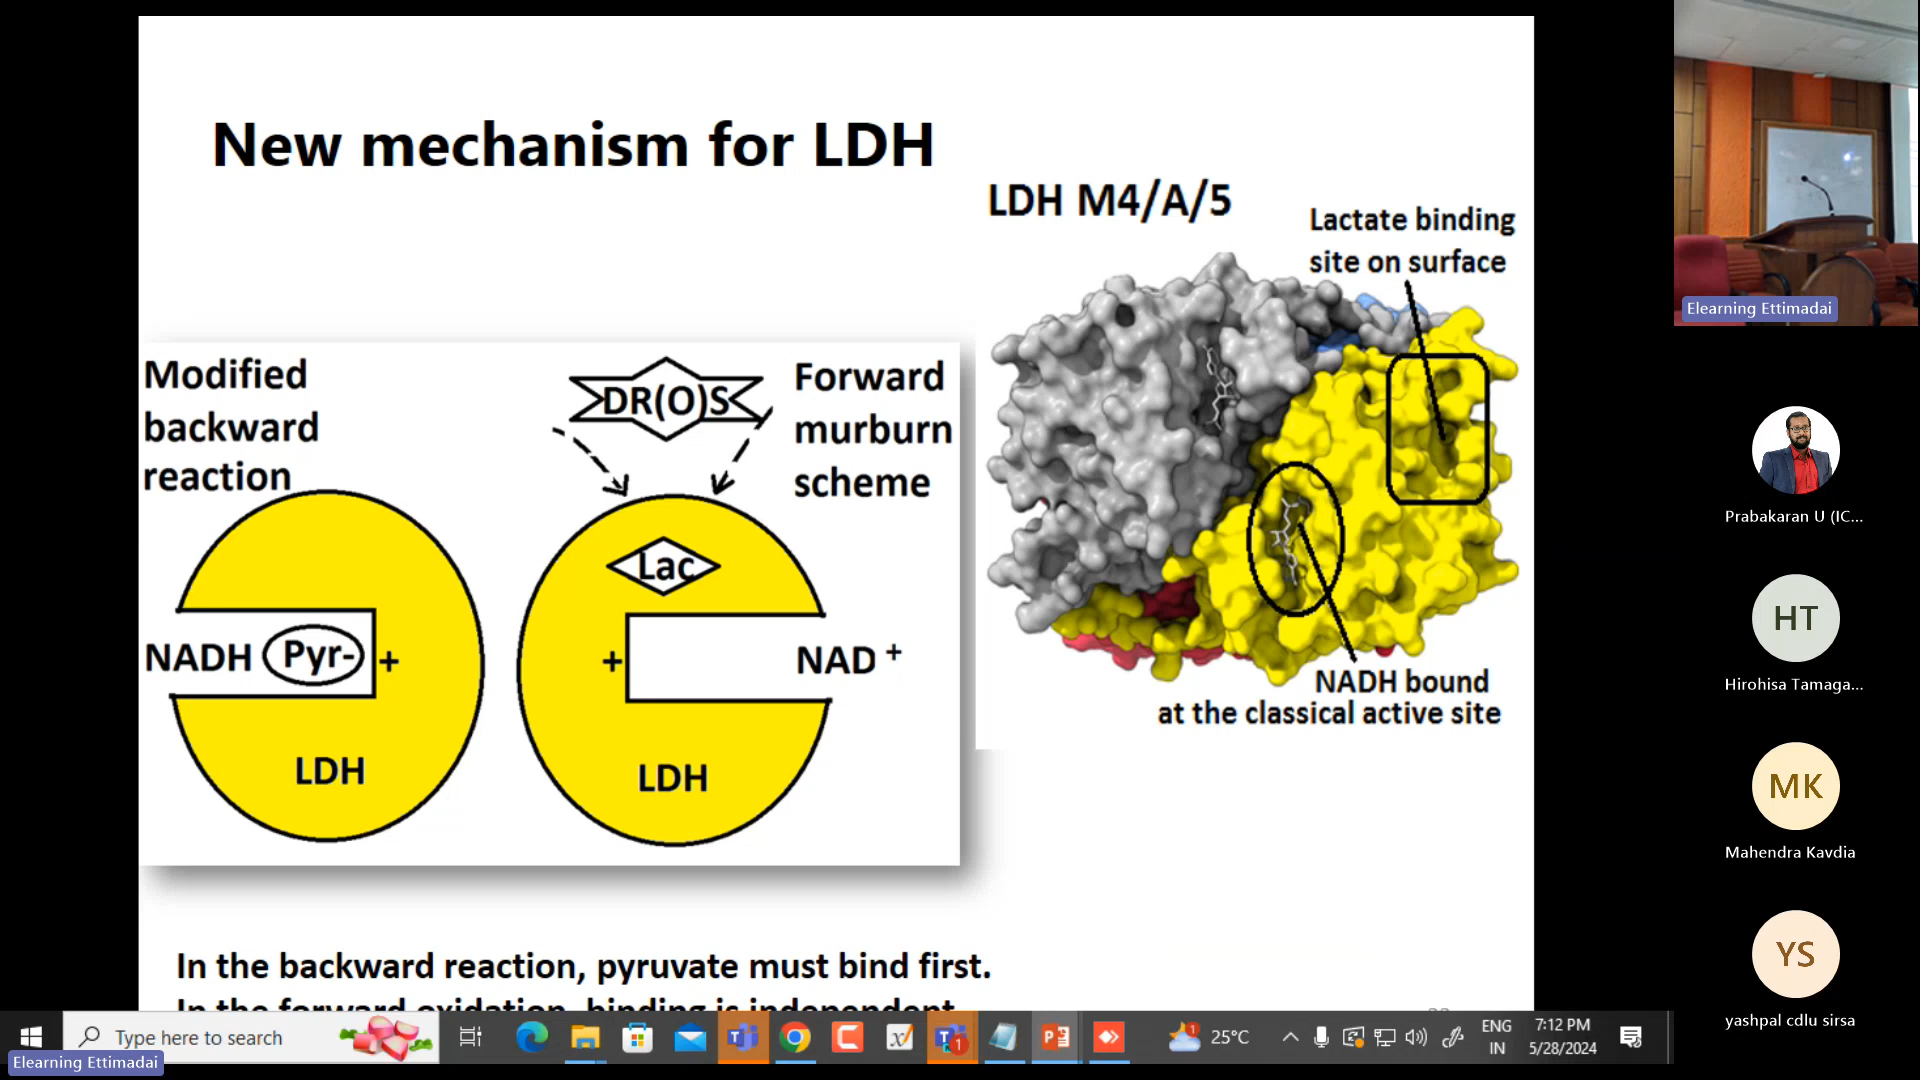 New mechanism for LDH
LDH M4/A/5
Lactate binding
site on surface
Modified
backward
reaction
DR(O)S
Forward
murburn
scheme
Lac
NADH Pyr- +
+ NAD +
LDH
LDH
NADH bound
at the classical active site
In the backward reaction, pyruvate must bind first.
In the forward oxidation, binding is independent.
Elearning Ettimadai
Prabakaran U (IC...
HT
Hirohisa Tamaga...
MK
Mahendra Kavdia
YS
yashpal cdlu sirsa
Type here to search
1
1
25°C
ENG
IN
7:12 PM
5/28/2024
Elearning Ettimadai